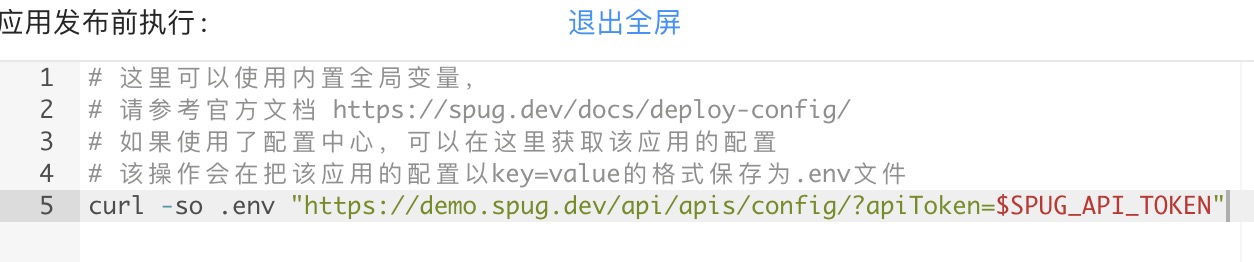 应用发布前执行:
退出全屏
1 # 这里可以使用内置全局变量,
2 # 请参考官方文档 https://spug.dev/docs/deploy-config/
3 # 如果使用了配置中心, 可以在这里获取该应用的配置
4 # 该操作会在把该应用的配置以key=value的格式保存为.env文件
5 curl -so .env "https://demo.spug.dev/api/apis/config/?apiToken=$SPUG_API_TOKEN"